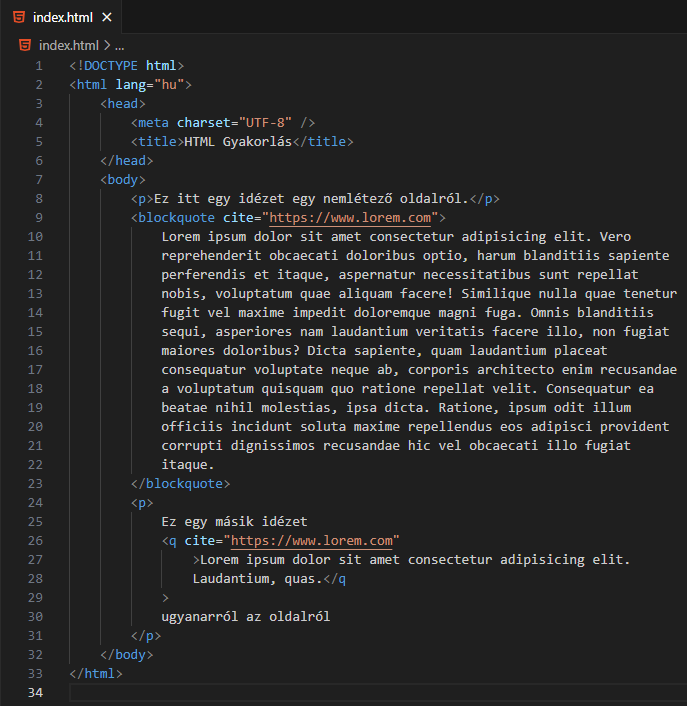 index.html
index.html > ...
1 <!DOCTYPE html>
2 <html lang="hu">
3 <head>
4 <meta charset="UTF-8" />
5 <title>HTML Gyakorlás</title>
6 </head>
7 <body>
8 <p>Ez itt egy idézet egy nemlétező oldalról.</p>
9 <blockquote cite="https://www.lorem.com">
10 Lorem ipsum dolor sit amet consectetur adipisicing elit. Vero
11 reprehenderit obcaecati doloribus optio, harum blanditiis sapiente
12 perferendis et itaque, aspernatur necessitatibus sunt repellat
13 nobis, voluptatum quae aliquam facere! Similique nulla quae tenetur
14 fugit vel maxime impedit doloremque magni fuga. Omnis blanditiis
15 sequi, asperiores nam laudantium veritatis facere illo, non fugiat
16 maiores doloribus? Dicta sapiente, quam laudantium placeat
17 consequatur voluptate neque ab, corporis architecto enim recusandae
18 a voluptatum quisquam quo ratione repellat velit. Consequatur ea
19 beatae nihil molestias, ipsa dicta. Ratione, ipsum odit illum
20 officiis incidunt soluta maxime repellendus eos adipisci provident
21 corrupti dignissimos recusandae hic vel obcaecati illo fugiat
22 itaque.
23 </blockquote>
24 <p>
25 Ez egy másik idézet
26 <q cite="https://www.lorem.com"
27 >Lorem ipsum dolor sit amet consectetur adipisicing elit.
28 Laudantium, quas.</q
29 >
30 ugyanarról az oldalról
31 </p>
32 </body>
33 </html>
34